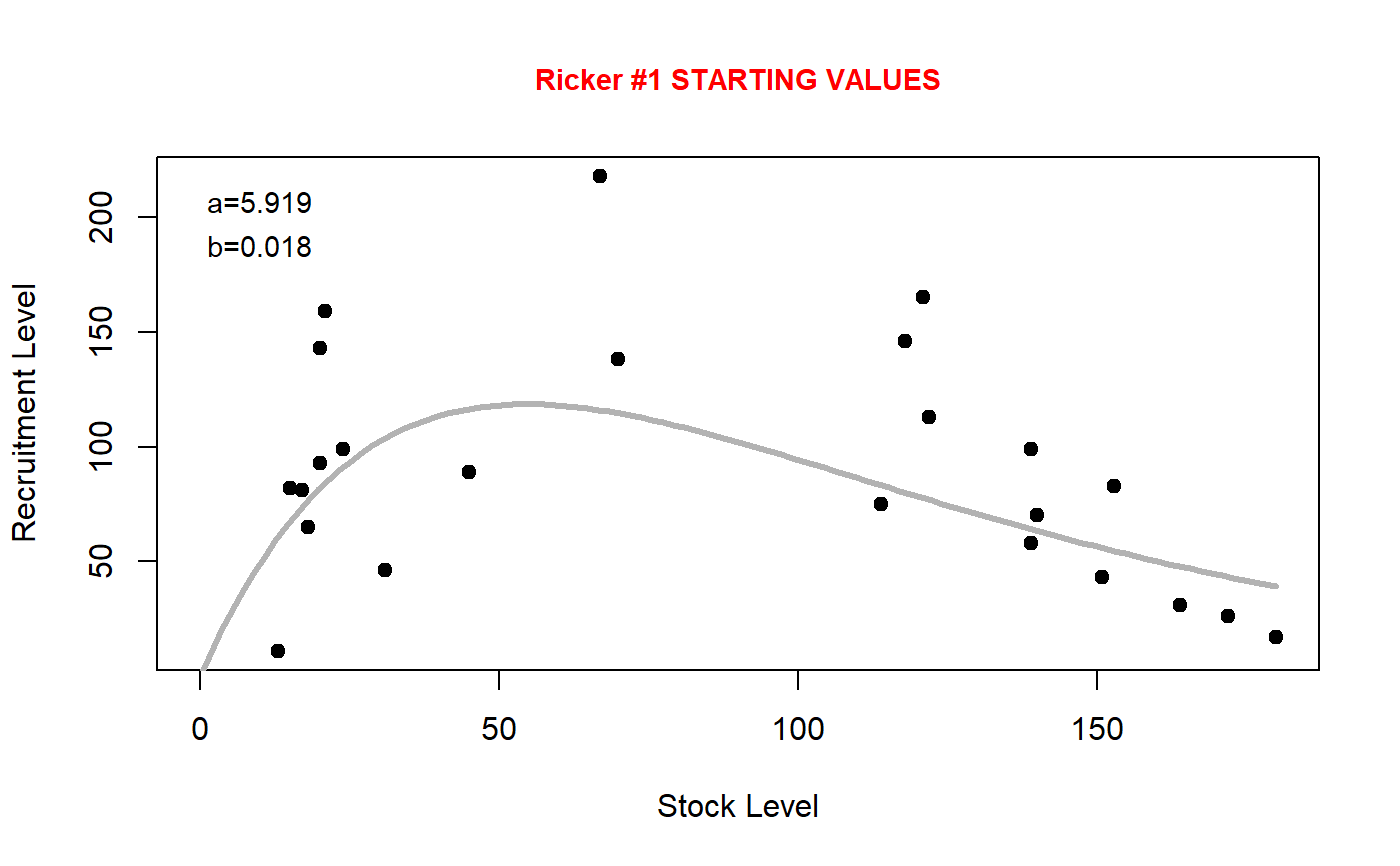 Ricker #1 STARTING VALUES
a=5.919
b=0.018
Recruitment Level
200
150
100
50
0
50
100
150
Stock Level